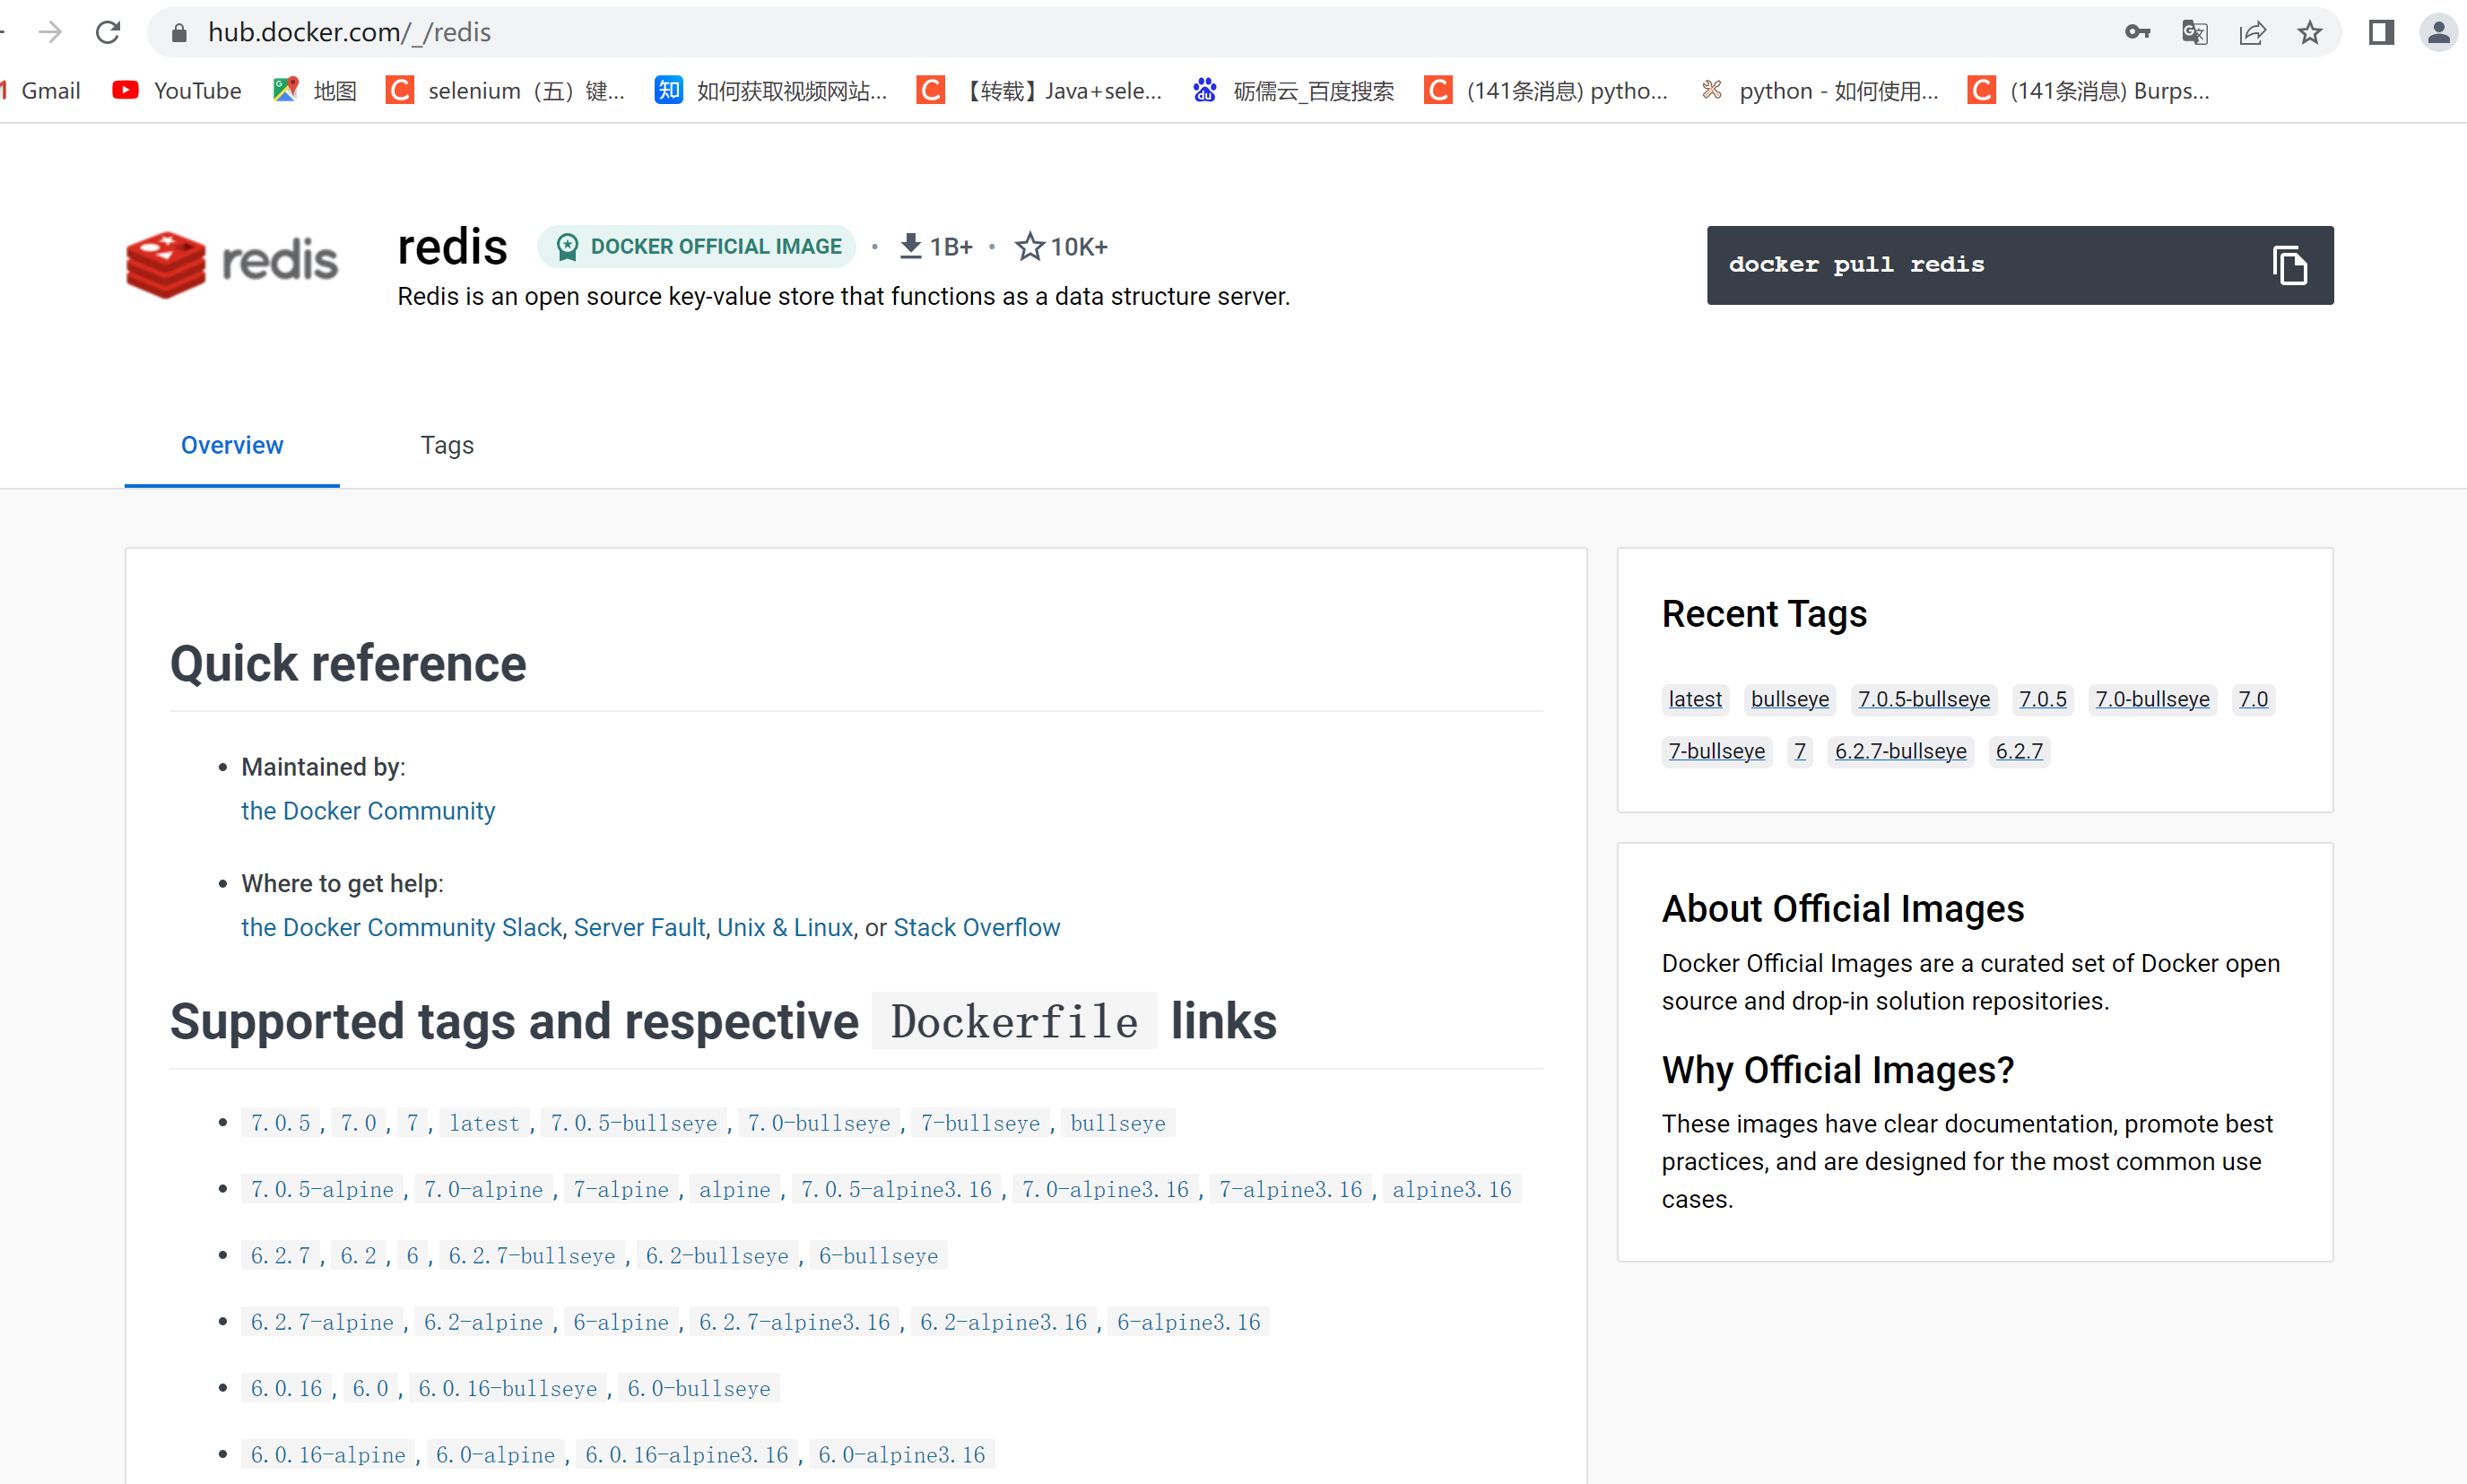 hub.docker.com/_/redis
Gmail YouTube 地图 selenium（五）键... 如何获取视频网站... 【转载】Java+sele... 砺儒云_百度搜索 (141条消息) pytho... python - 如何使用... (141条消息) Burps...
redis
redis DOCKER OFFICIAL IMAGE • 1B+ • 10K+
Redis is an open source key-value store that functions as a data structure server.
docker pull redis
Overview Tags
Quick reference
• Maintained by:
the Docker Community
• Where to get help:
the Docker Community Slack, Server Fault, Unix & Linux, or Stack Overflow
Supported tags and respective Dockerfile links
• 7.0.5, 7.0, 7, latest, 7.0.5-bullseye, 7.0-bullseye, 7-bullseye, bullseye
• 7.0.5-alpine, 7.0-alpine, 7-alpine, alpine, 7.0.5-alpine3.16, 7.0-alpine3.16, 7-alpine3.16, alpine3.16
• 6.2.7, 6.2, 6, 6.2.7-bullseye, 6.2-bullseye, 6-bullseye
• 6.2.7-alpine, 6.2-alpine, 6-alpine, 6.2.7-alpine3.16, 6.2-alpine3.16, 6-alpine3.16
• 6.0.16, 6.0, 6.0.16-bullseye, 6.0-bullseye
• 6.0.16-alpine, 6.0-alpine, 6.0.16-alpine3.16, 6.0-alpine3.16
Recent Tags
latest bullseye 7.0.5-bullseye 7.0.5 7.0-bullseye 7.0
7-bullseye 7 6.2.7-bullseye 6.2.7
About Official Images
Docker Official Images are a curated set of Docker open
source and drop-in solution repositories.
Why Official Images?
These images have clear documentation, promote best
practices, and are designed for the most common use
cases.